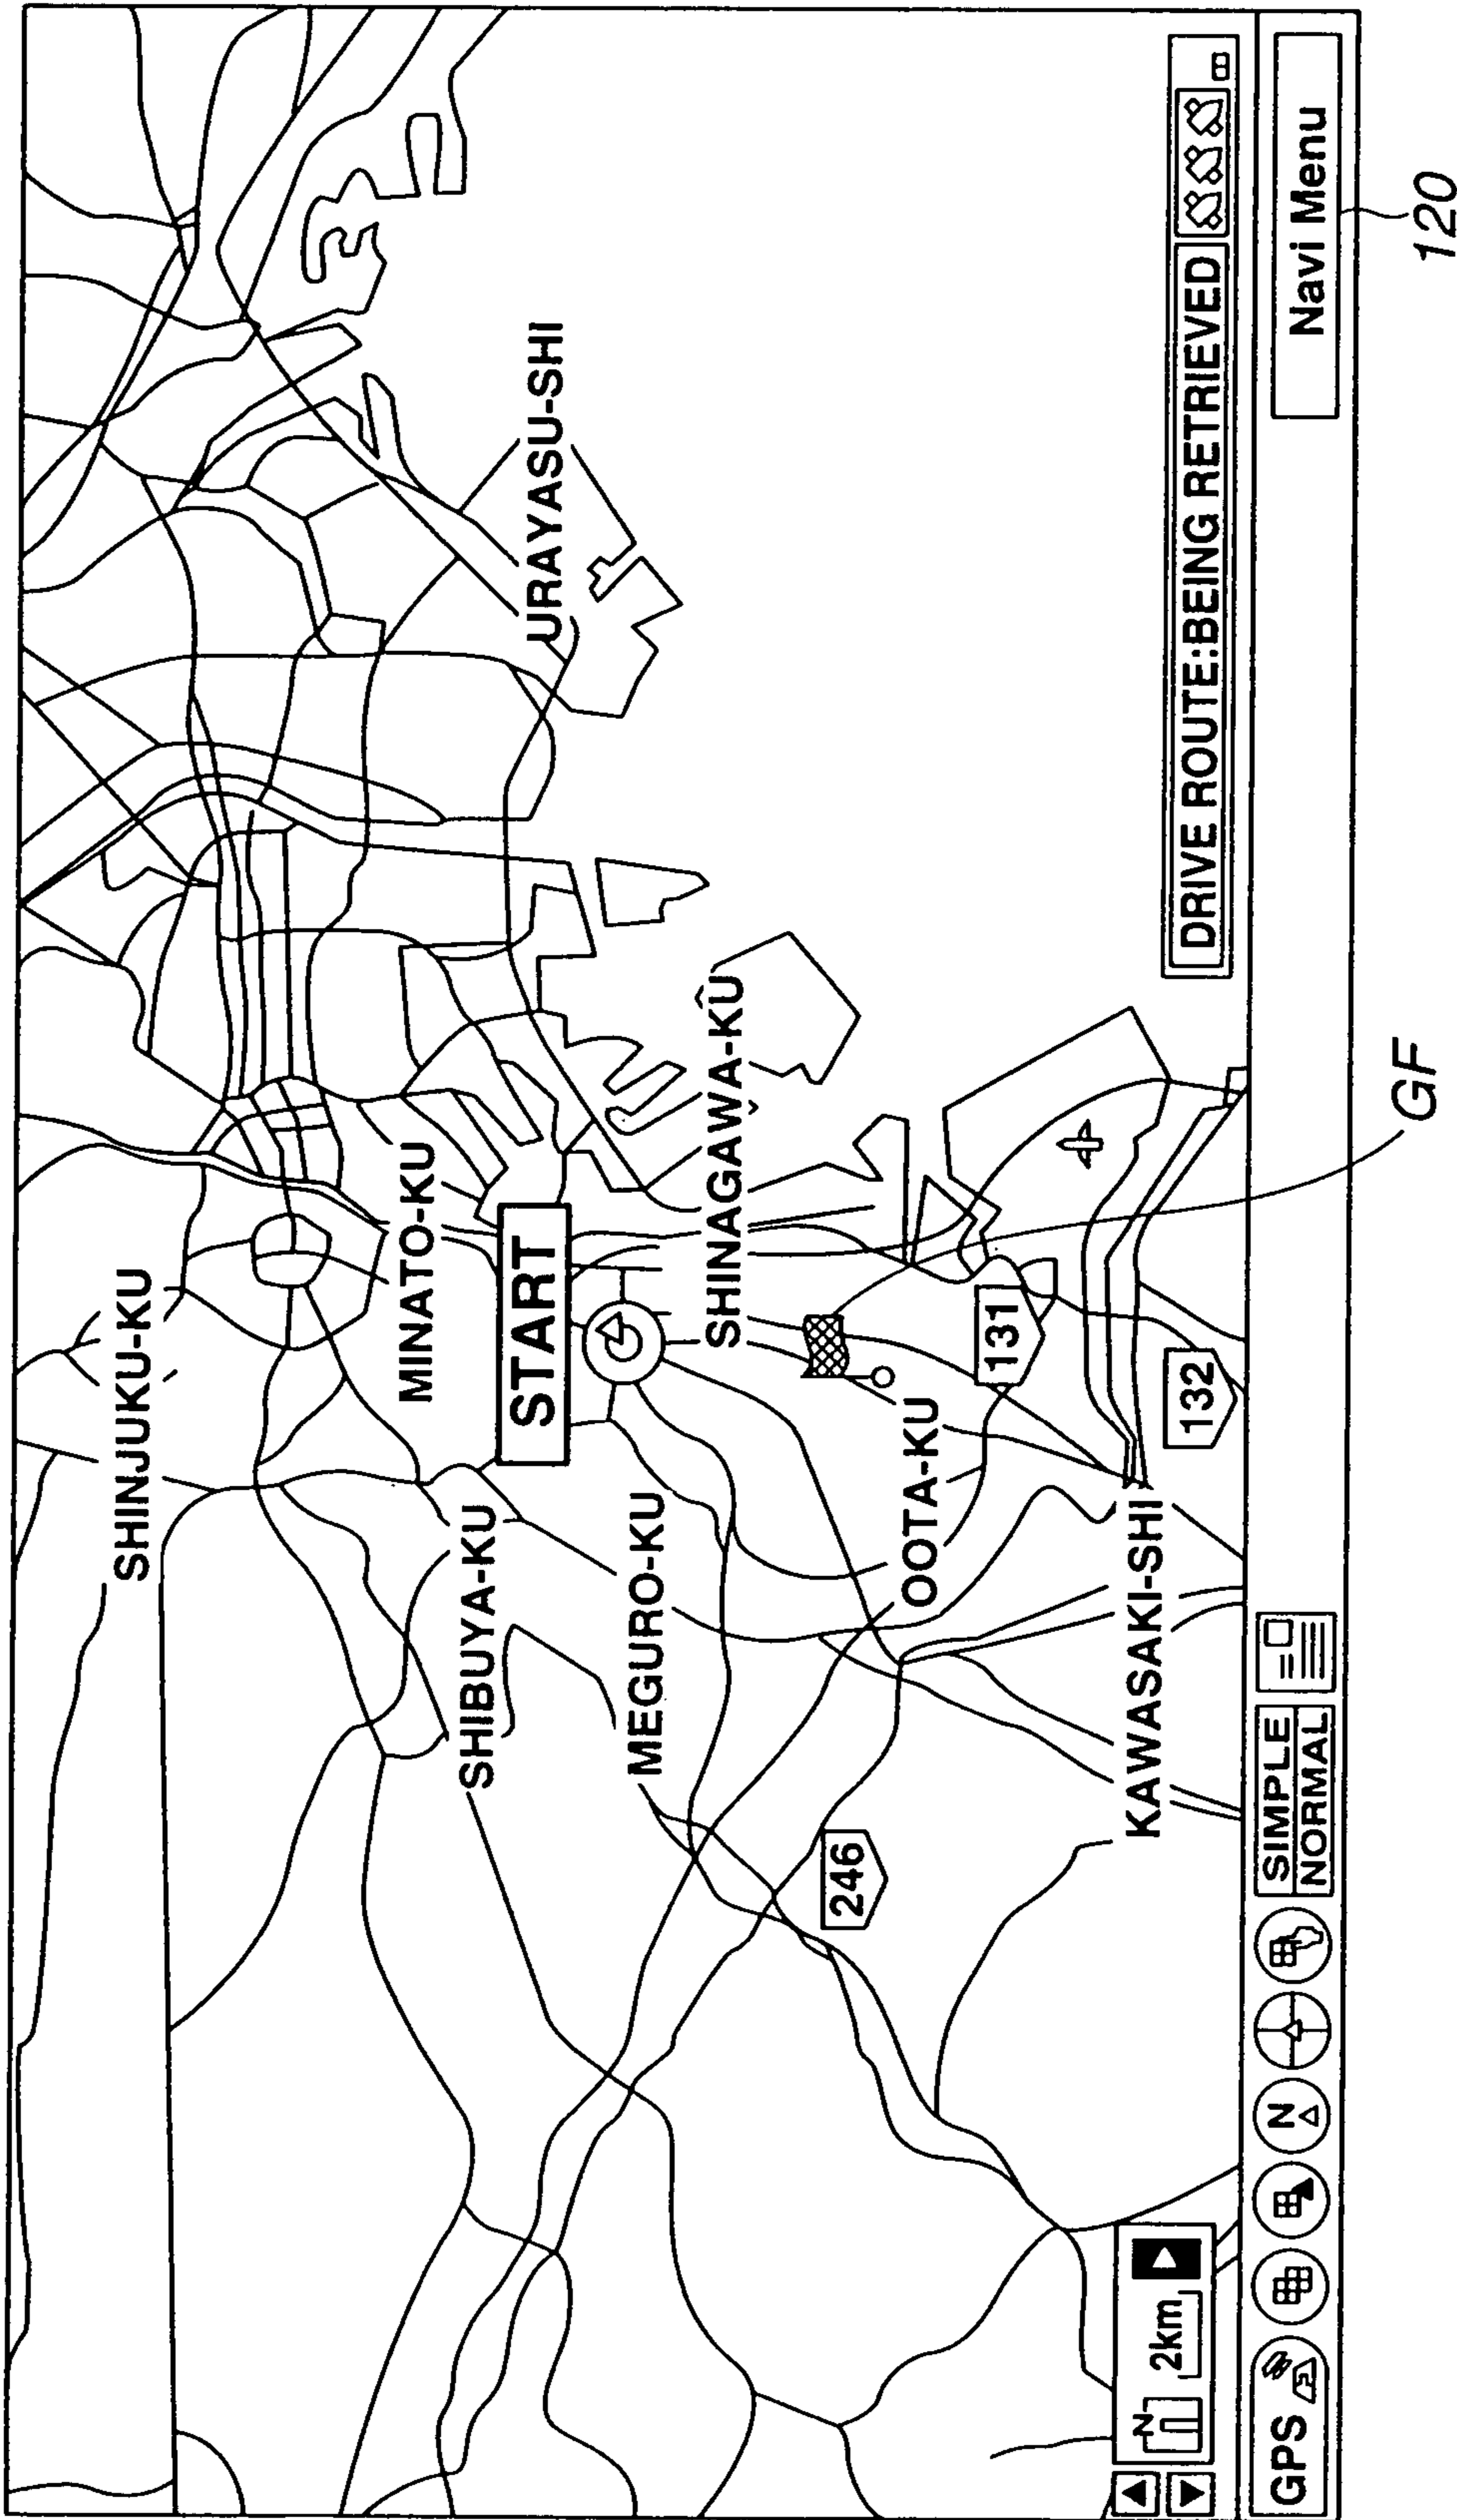 SHINJUKU-KU
MINATO-KU
SHIBUYA-KU
START
URAYASU-SHI
MEGURO-KU
SHINAGAWA-KU
246
OOTA-KU
131
KAWASAKI-SHI
132
N
2km
DRIVE ROUTE:BEING RETRIEVED
GPS
N
SIMPLE
NORMAL
Navi Menu
GF
120